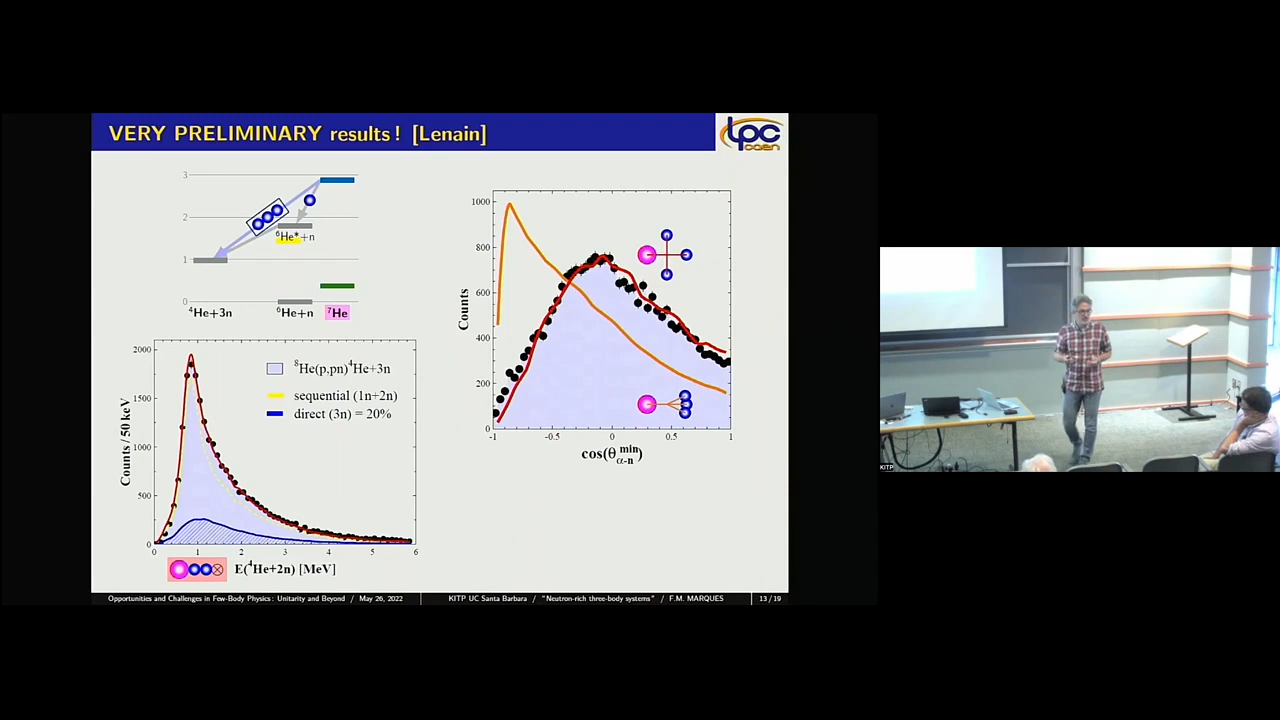 VERY PRELIMINARY results ! [Lenain]
LPC
caen
3
2
1
0
⁶He*+n
⁴He+3n
⁶He+n
⁷He
2000
1500
1000
500
0
Counts / 50 keV
⁸He(p,pn)⁴He+3n
sequential (1n+2n)
direct (3n) = 20%
0 1 2 3 4 5 6
E(⁴He+2n) [MeV]
1000
800
600
400
200
0
Counts
-1 -0.5 0 0.5 1
cos(θ_α-n^min)
Opportunities and Challenges in Few-Body Physics: Unitarity and Beyond / May 26, 2022
KITP UC Santa Barbara / "Neutron-rich three-body systems" / F.M. MARQUES
13 / 19
KITP